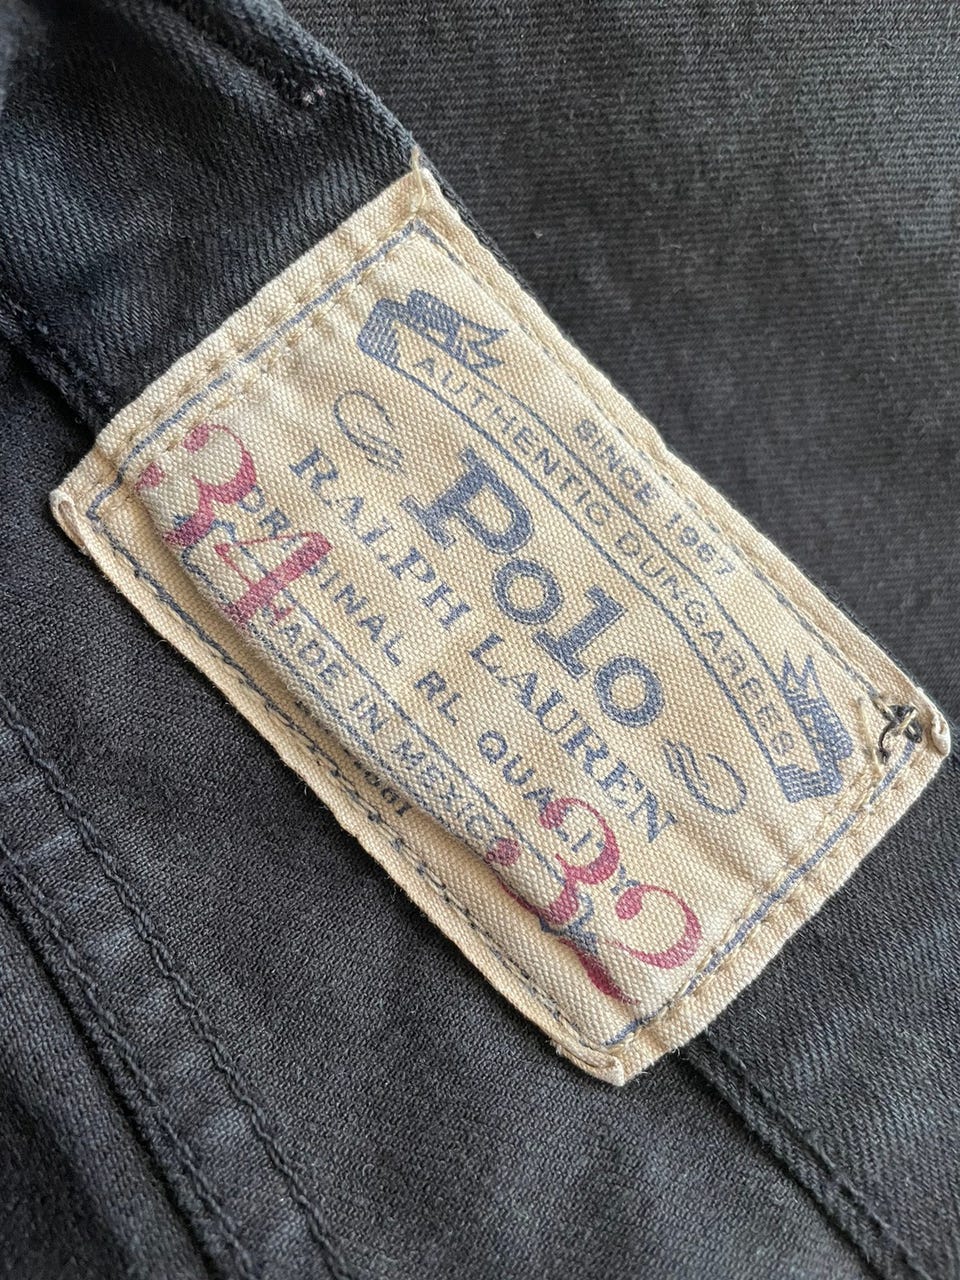 SINCE 1967
AUTHENTIC DUNGAREES
Polo
RALPH LAUREN
ORIGINAL RL QUALITY
34
32
MADE IN MEXICO